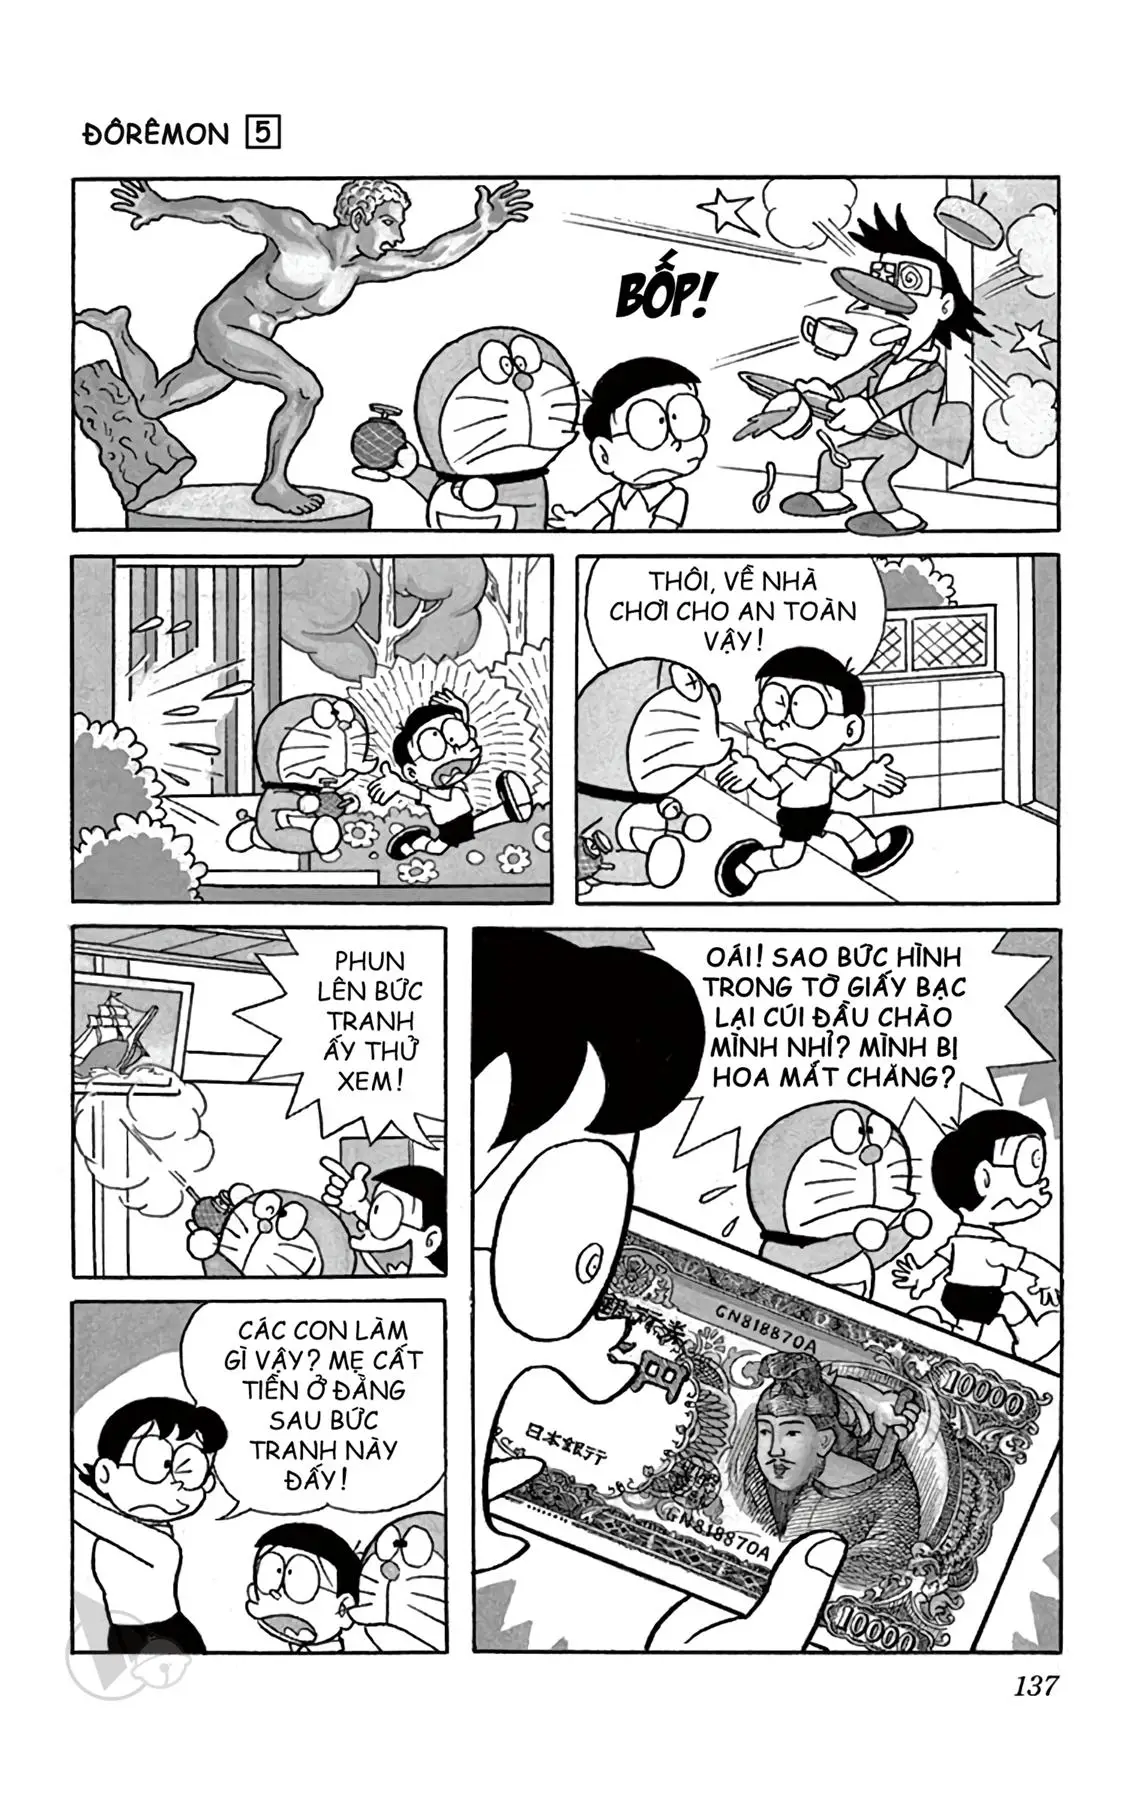 ĐÔRÊMON 5
BỐP!
THÔI, VỀ NHÀ
CHƠI CHO AN TOÀN
VẬY!
PHUN
LÊN BỨC
TRANH
ẤY THỬ
XEM!
OÁI! SAO BỨC HÌNH
TRONG TỜ GIẤY BẠC
LẠI CÚI ĐẦU CHÀO
MÌNH NHỈ? MÌNH BỊ
HOA MẮT CHĂNG?
CÁC CON LÀM
GÌ VẬY? MẸ CẤT
TIỀN Ở ĐẰNG
SAU BỨC
TRANH NÀY
ĐẤY!
GN818870A
10000
円
日本銀行
GN818870A
10000
137